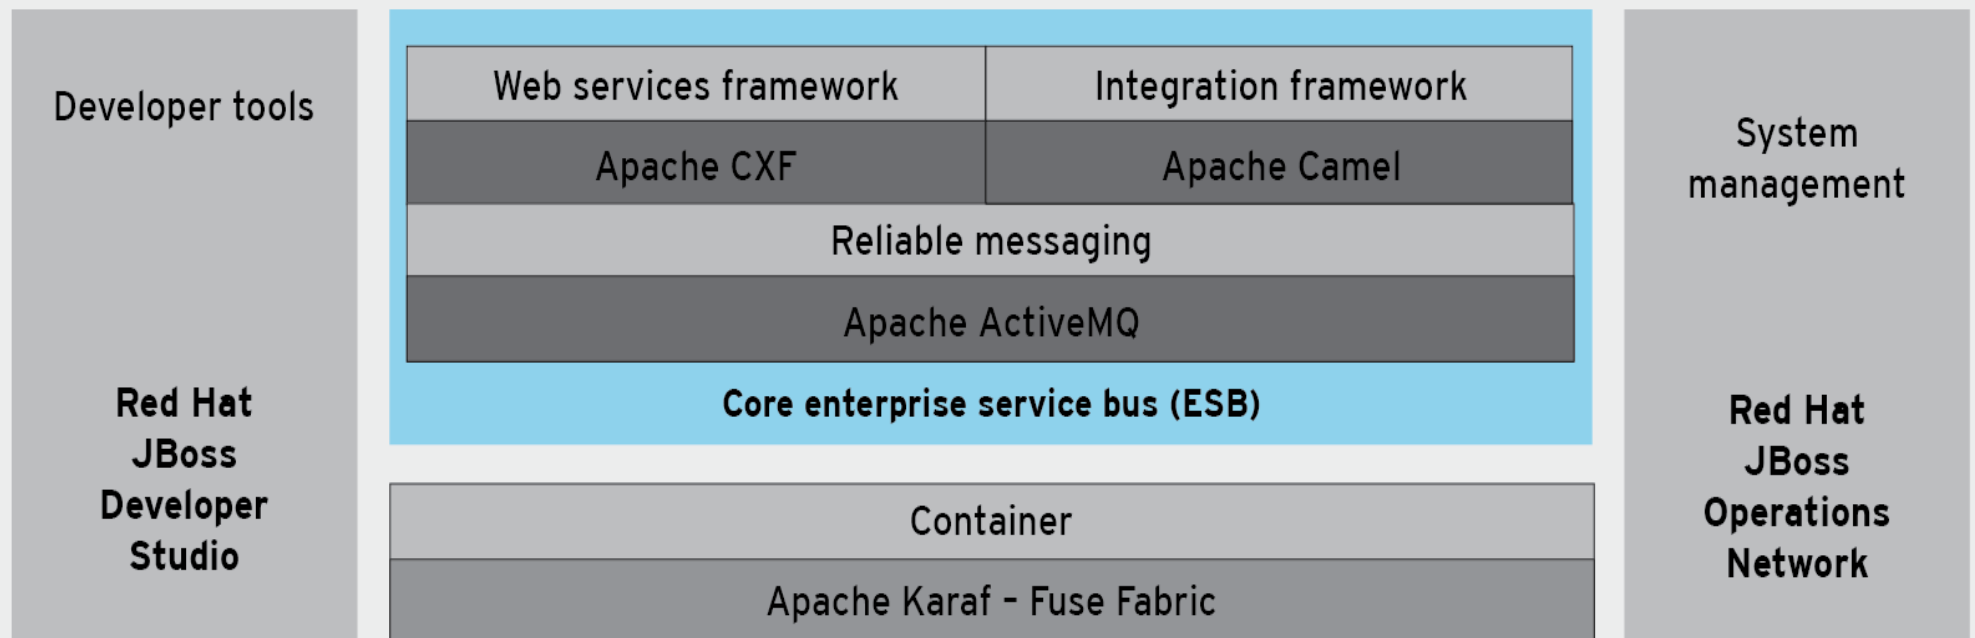 Developer tools
Red Hat
JBoss
Developer
Studio
Web services framework
Integration framework
Apache CXF
Apache Camel
Reliable messaging
Apache ActiveMQ
Core enterprise service bus (ESB)
Container
Apache Karaf – Fuse Fabric
System
management
Red Hat
JBoss
Operations
Network